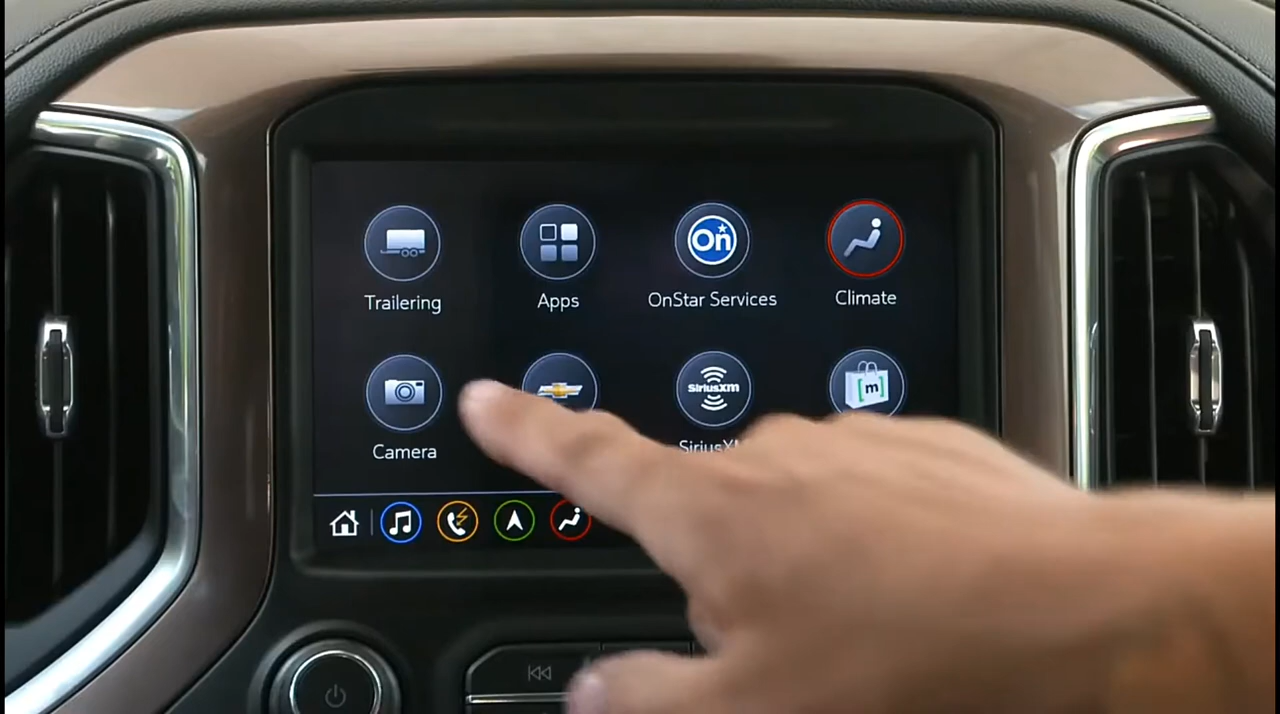 Trailering
Apps
OnStar Services
Climate
On
Camera
SiriusXM
[m]